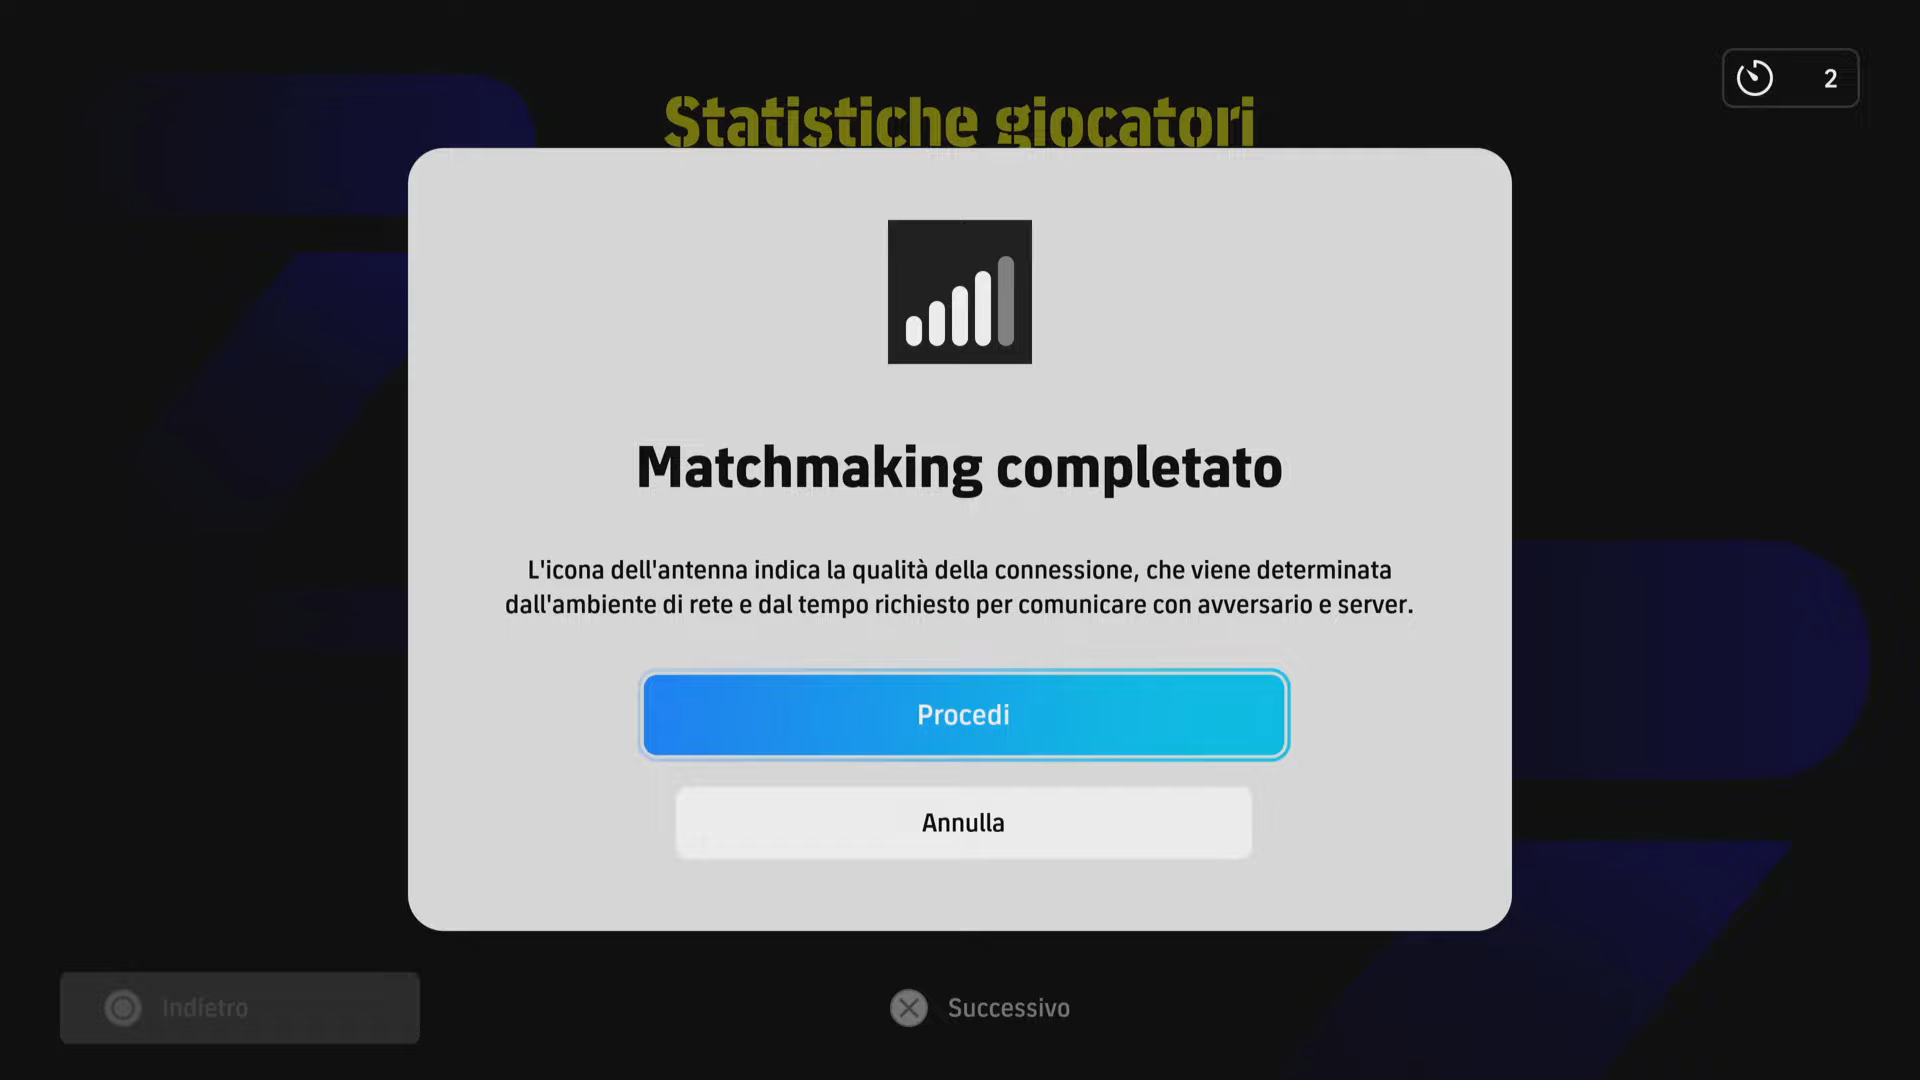 2
Statistiche giocatori
Matchmaking completato
L'icona dell'antenna indica la qualità della connessione, che viene determinata
dall'ambiente di rete e dal tempo richiesto per comunicare con avversario e server.
Procedi
Annulla
Indietro
Successivo